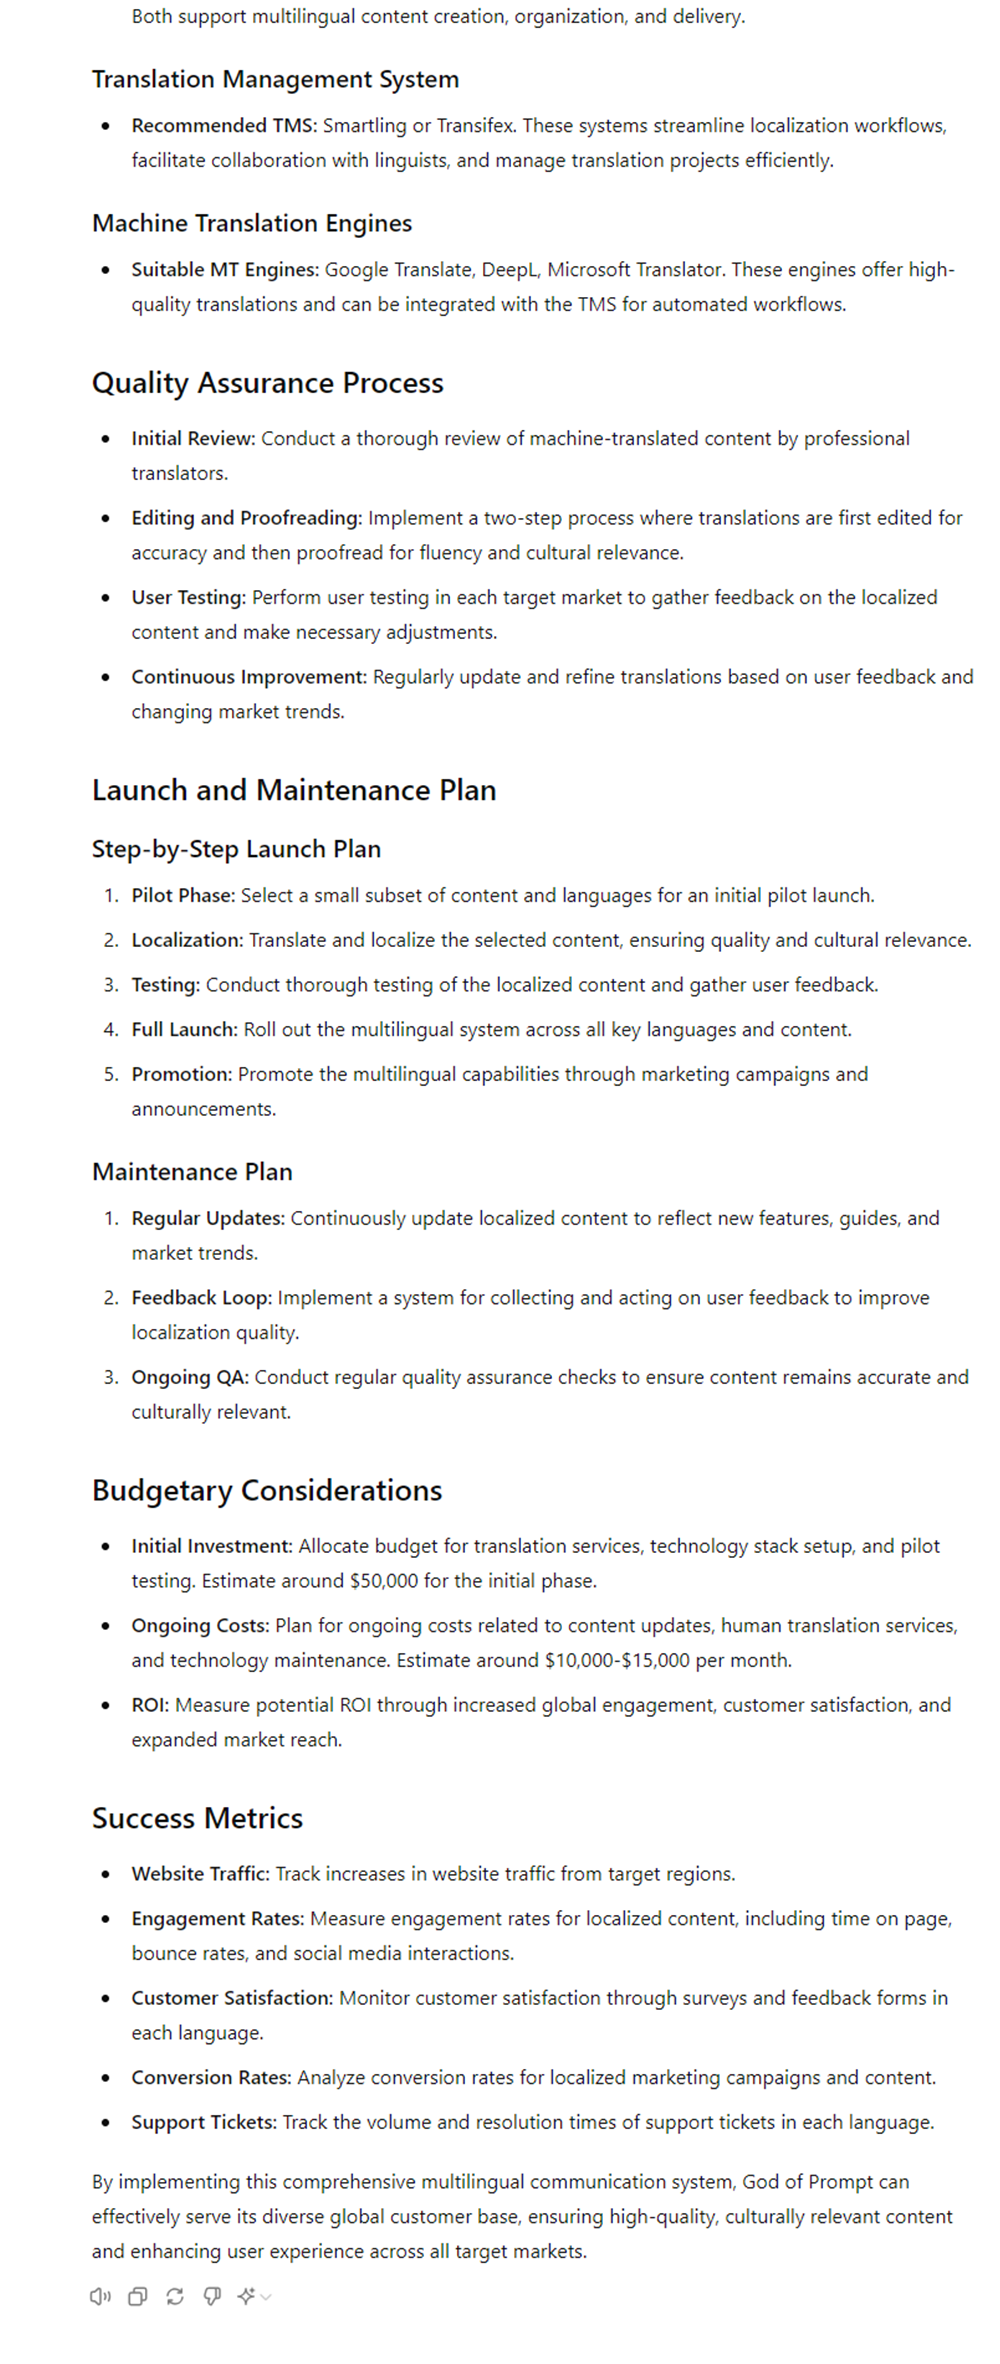 Both support multilingual content creation, organization, and delivery.
Translation Management System
• Recommended TMS: Smartling or Transifex. These systems streamline localization workflows,
facilitate collaboration with linguists, and manage translation projects efficiently.
Machine Translation Engines
• Suitable MT Engines: Google Translate, DeepL, Microsoft Translator. These engines offer high-
quality translations and can be integrated with the TMS for automated workflows.
Quality Assurance Process
• Initial Review: Conduct a thorough review of machine-translated content by professional
translators.
• Editing and Proofreading: Implement a two-step process where translations are first edited for
accuracy and then proofread for fluency and cultural relevance.
• User Testing: Perform user testing in each target market to gather feedback on the localized
content and make necessary adjustments.
• Continuous Improvement: Regularly update and refine translations based on user feedback and
changing market trends.
Launch and Maintenance Plan
Step-by-Step Launch Plan
1. Pilot Phase: Select a small subset of content and languages for an initial pilot launch.
2. Localization: Translate and localize the selected content, ensuring quality and cultural relevance.
3. Testing: Conduct thorough testing of the localized content and gather user feedback.
4. Full Launch: Roll out the multilingual system across all key languages and content.
5. Promotion: Promote the multilingual capabilities through marketing campaigns and
announcements.
Maintenance Plan
1. Regular Updates: Continuously update localized content to reflect new features, guides, and
market trends.
2. Feedback Loop: Implement a system for collecting and acting on user feedback to improve
localization quality.
3. Ongoing QA: Conduct regular quality assurance checks to ensure content remains accurate and
culturally relevant.
Budgetary Considerations
• Initial Investment: Allocate budget for translation services, technology stack setup, and pilot
testing. Estimate around $50,000 for the initial phase.
• Ongoing Costs: Plan for ongoing costs related to content updates, human translation services,
and technology maintenance. Estimate around $10,000-$15,000 per month.
• ROI: Measure potential ROI through increased global engagement, customer satisfaction, and
expanded market reach.
Success Metrics
• Website Traffic: Track increases in website traffic from target regions.
• Engagement Rates: Measure engagement rates for localized content, including time on page,
bounce rates, and social media interactions.
• Customer Satisfaction: Monitor customer satisfaction through surveys and feedback forms in
each language.
• Conversion Rates: Analyze conversion rates for localized marketing campaigns and content.
• Support Tickets: Track the volume and resolution times of support tickets in each language.
By implementing this comprehensive multilingual communication system, God of Prompt can
effectively serve its diverse global customer base, ensuring high-quality, culturally relevant content
and enhancing user experience across all target markets.